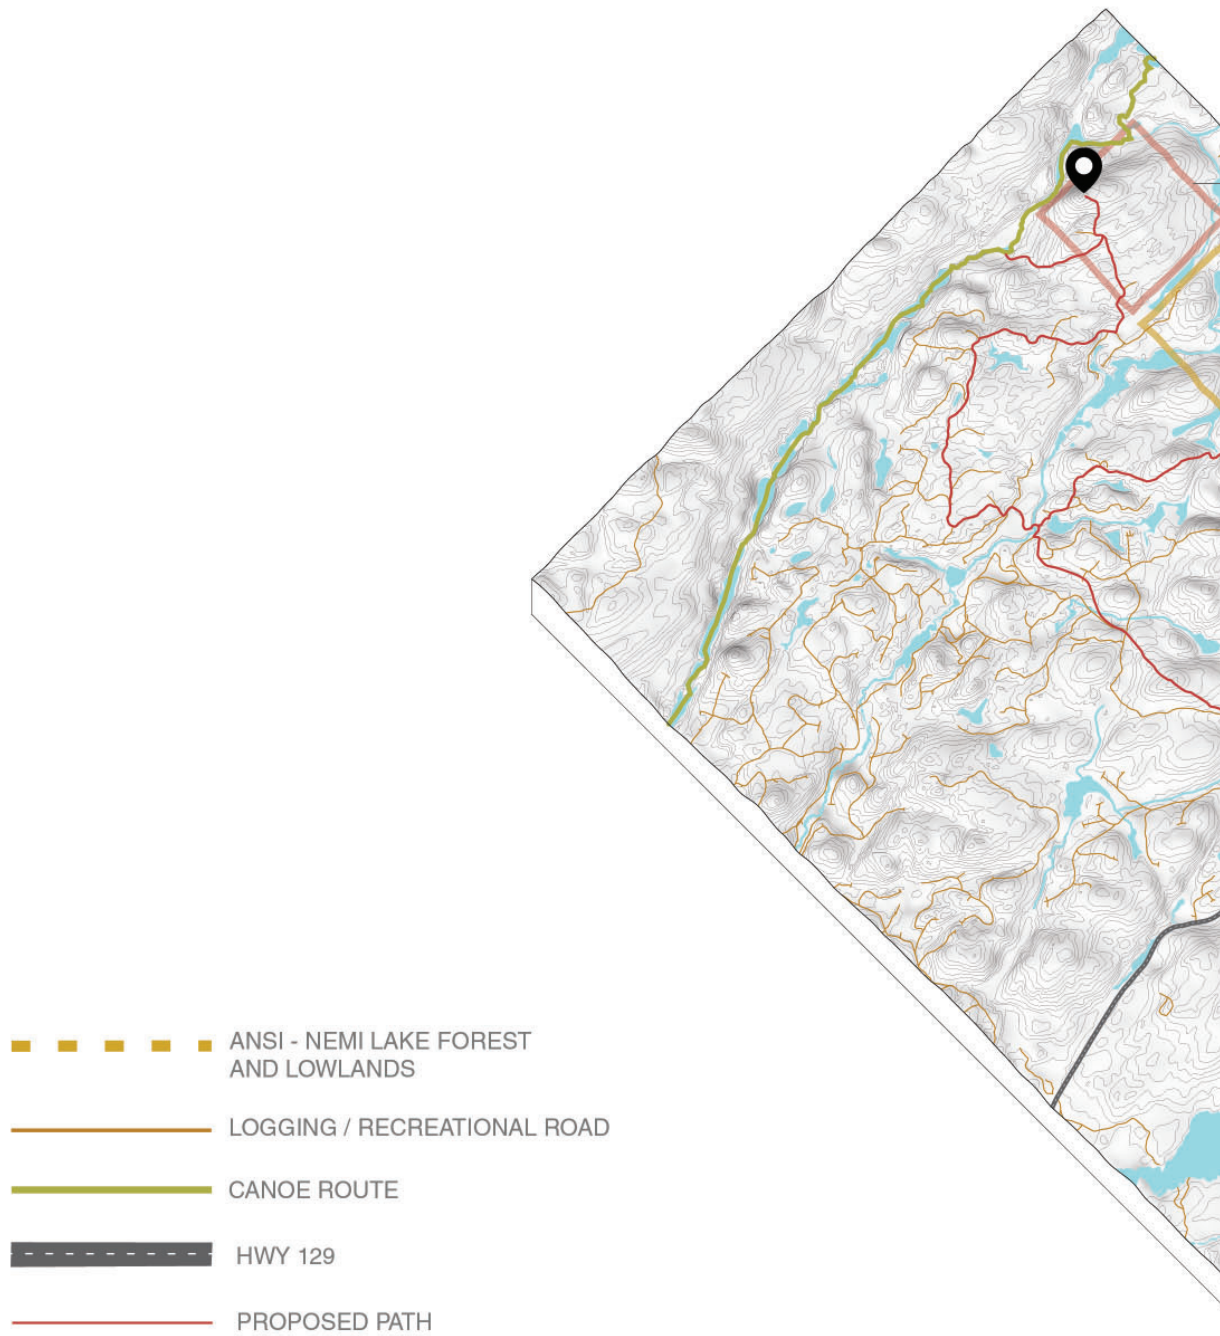 ANSI - NEMI LAKE FOREST
AND LOWLANDS
LOGGING / RECREATIONAL ROAD
CANOE ROUTE
HWY 129
PROPOSED PATH